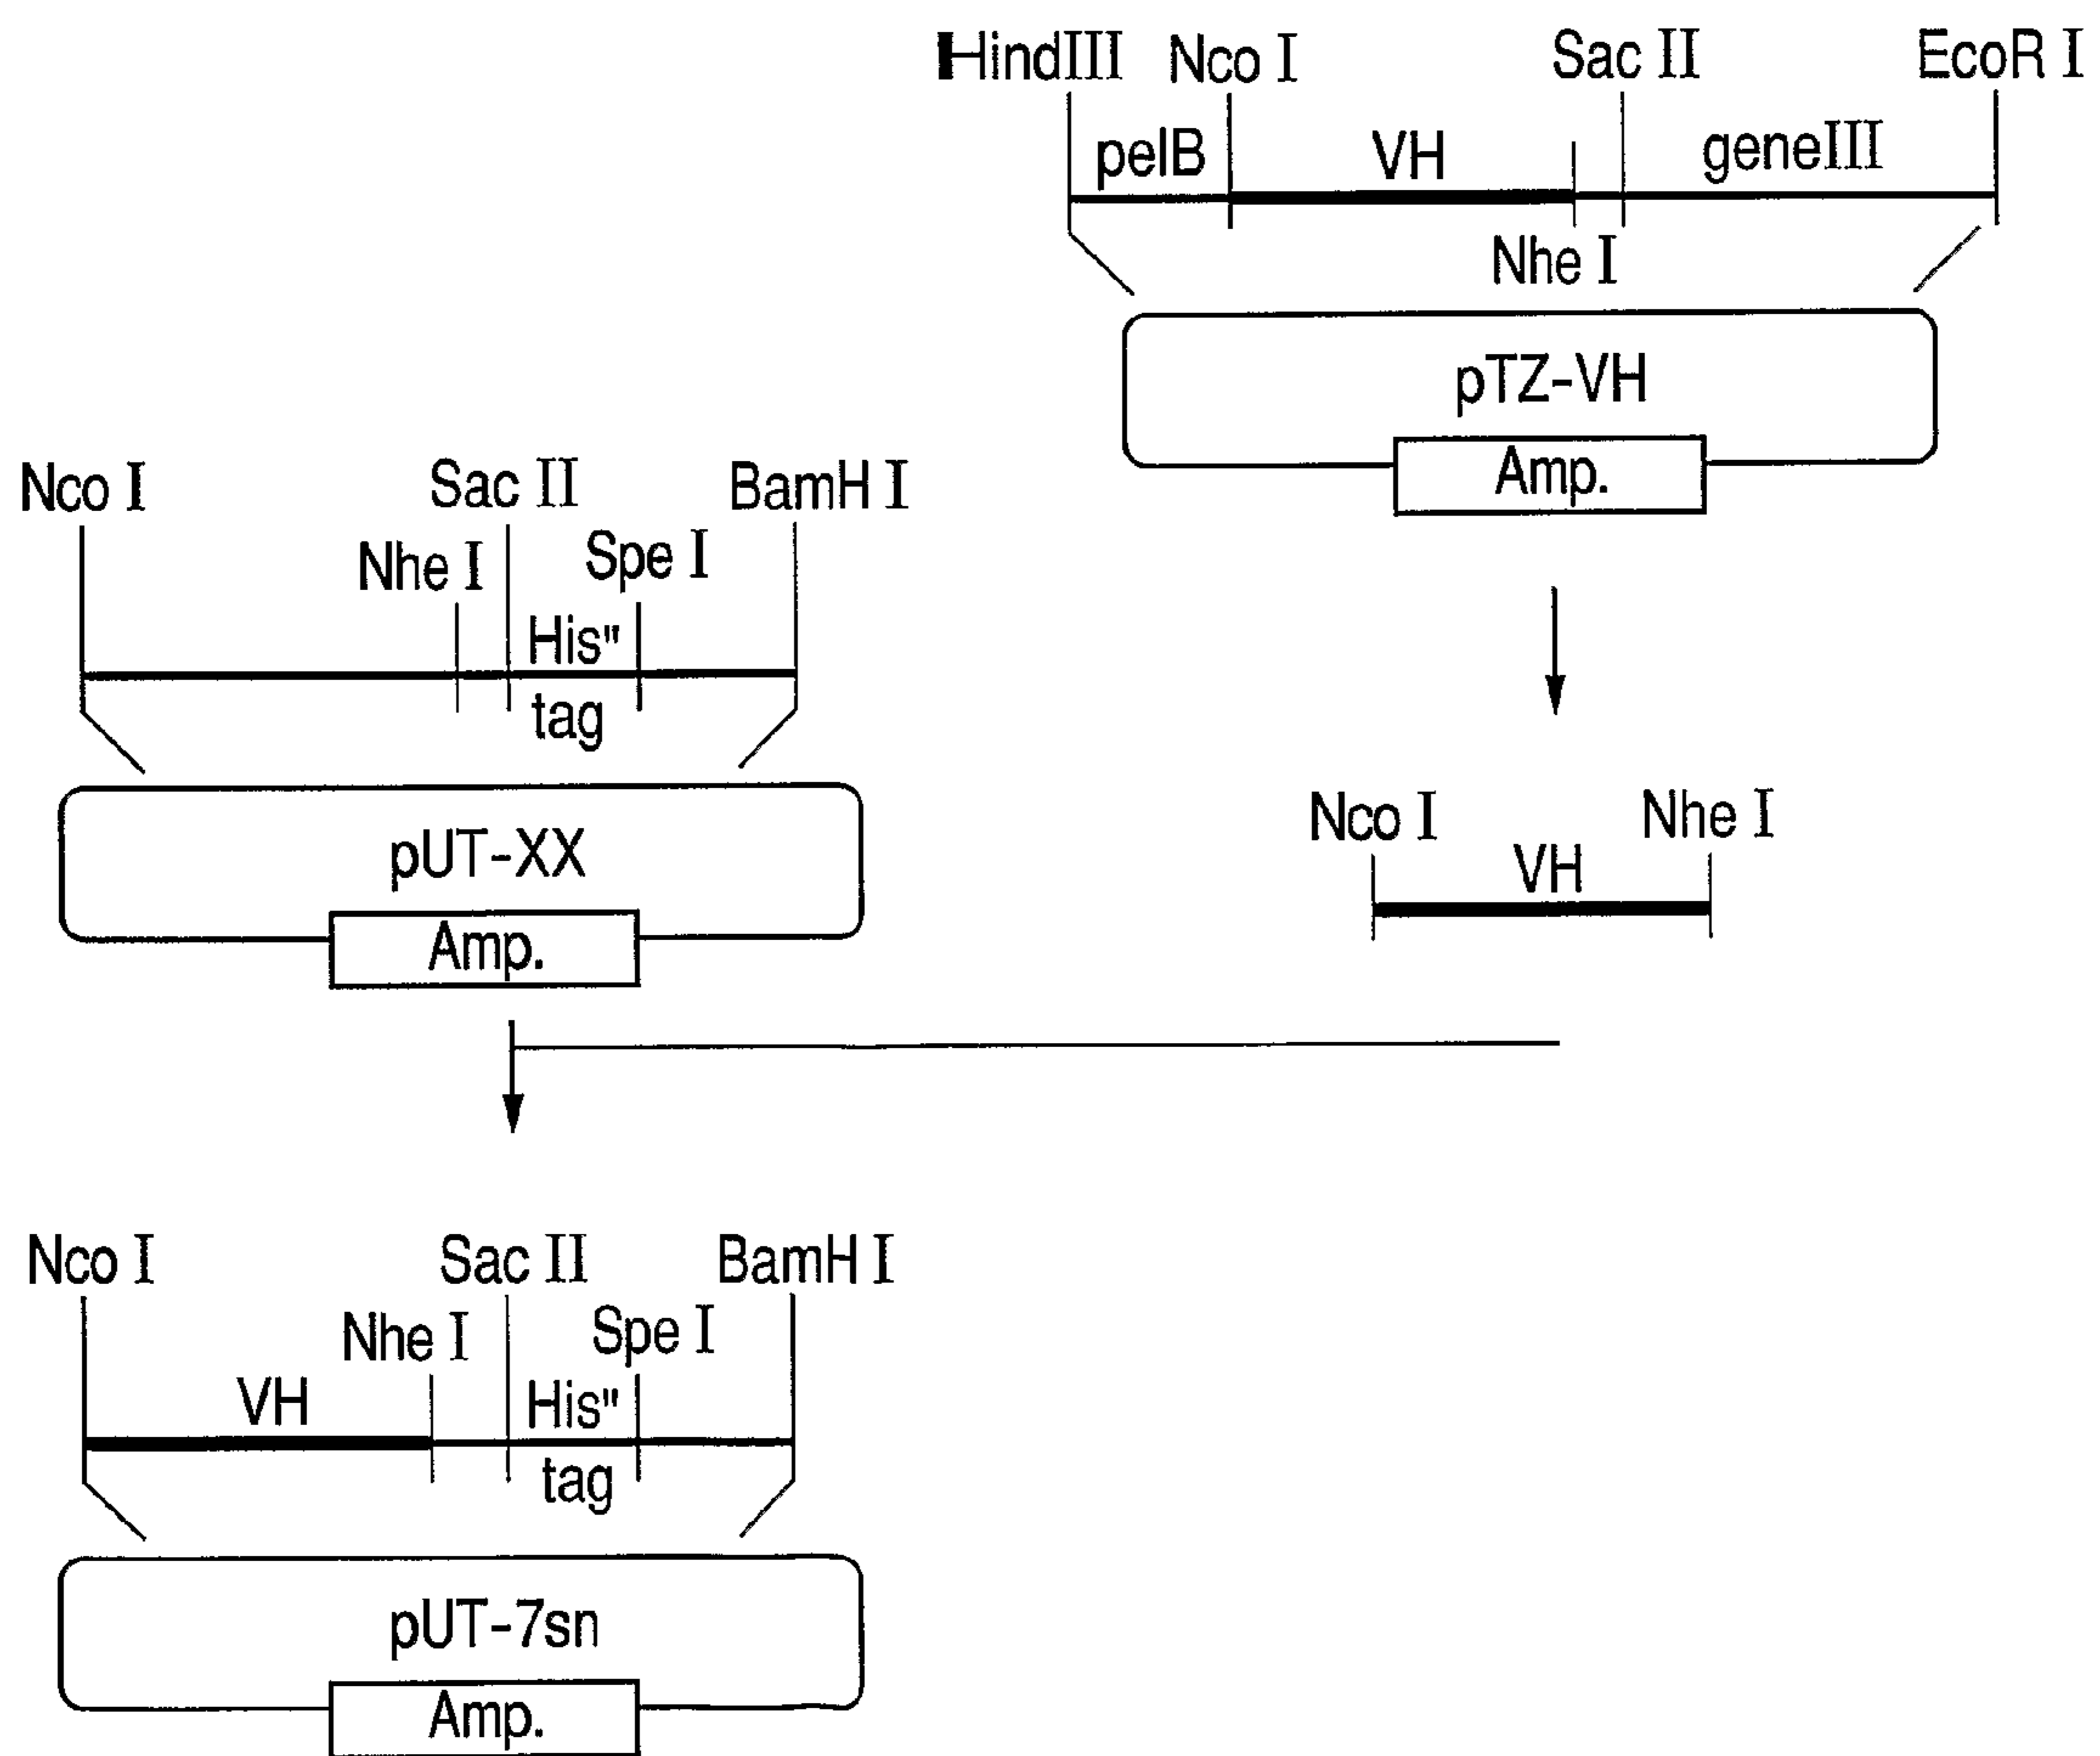 HindIII Nco I Sac II EcoR I
pelB VH geneIII
Nhe I
pTZ-VH
Amp.
Nco I Sac II BamH I
Nhe I Spe I
His"
tag
pUT-XX
Amp.
Nco I Nhe I
VH
Nco I Sac II BamH I
Nhe I Spe I
VH His"
tag
pUT-7sn
Amp.